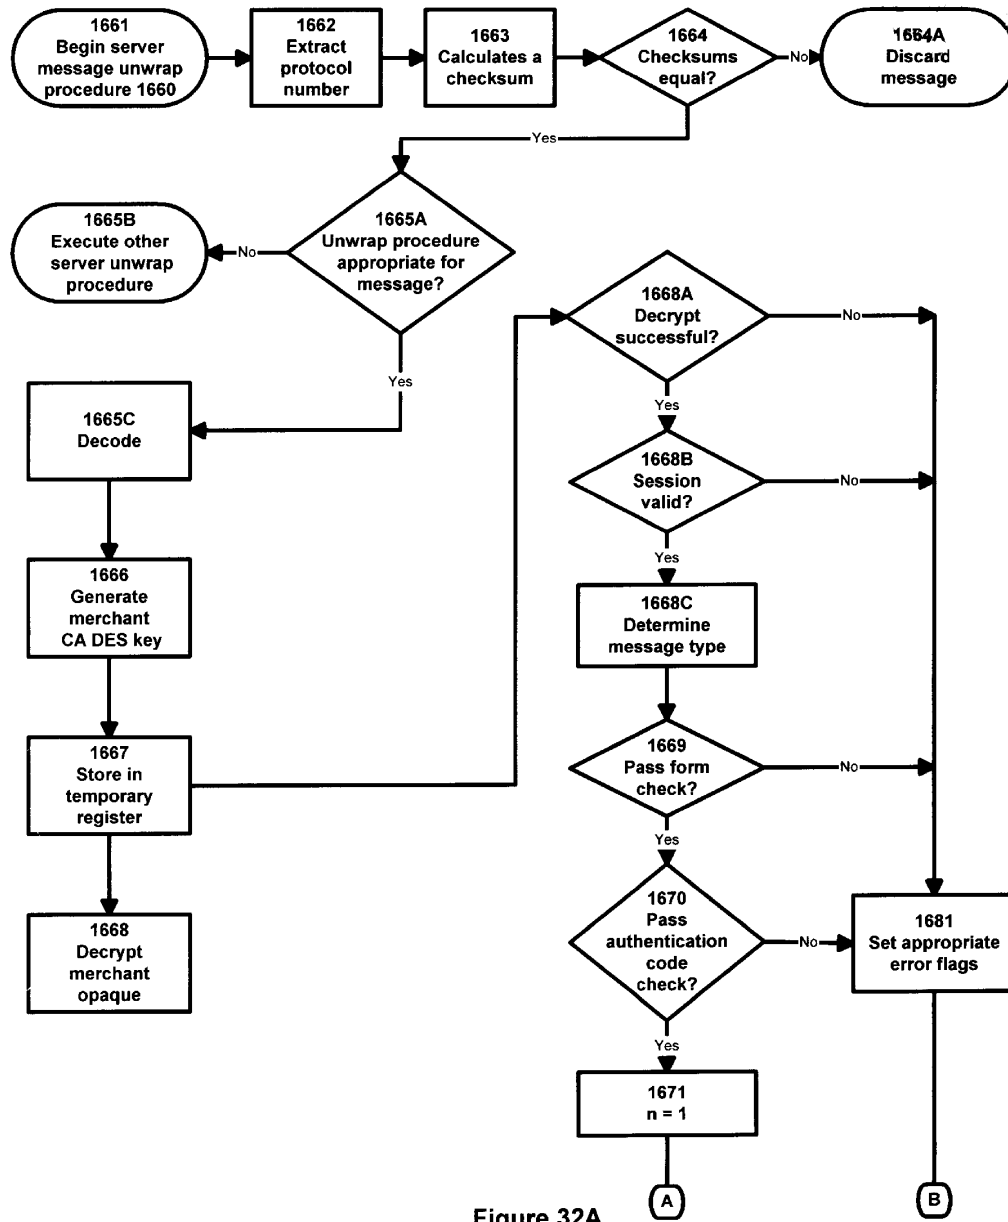 1661
Begin server
message unwrap
procedure 1660
1662
Extract
protocol
number
1663
Calculates a
checksum
1664
Checksums
equal?
No
1664A
Discard
message
Yes
1665A
Unwrap procedure
appropriate for
message?
No
1665B
Execute other
server unwrap
procedure
Yes
1665C
Decode
1666
Generate
merchant
CA DES key
1667
Store in
temporary
register
1668
Decrypt
merchant
opaque
1668A
Decrypt
successful?
No
Yes
1668B
Session
valid?
No
Yes
1668C
Determine
message type
1669
Pass form
check?
No
Yes
1670
Pass
authentication
code
check?
No
1681
Set appropriate
error flags
Yes
1671
n = 1
A
B
Figure 32A